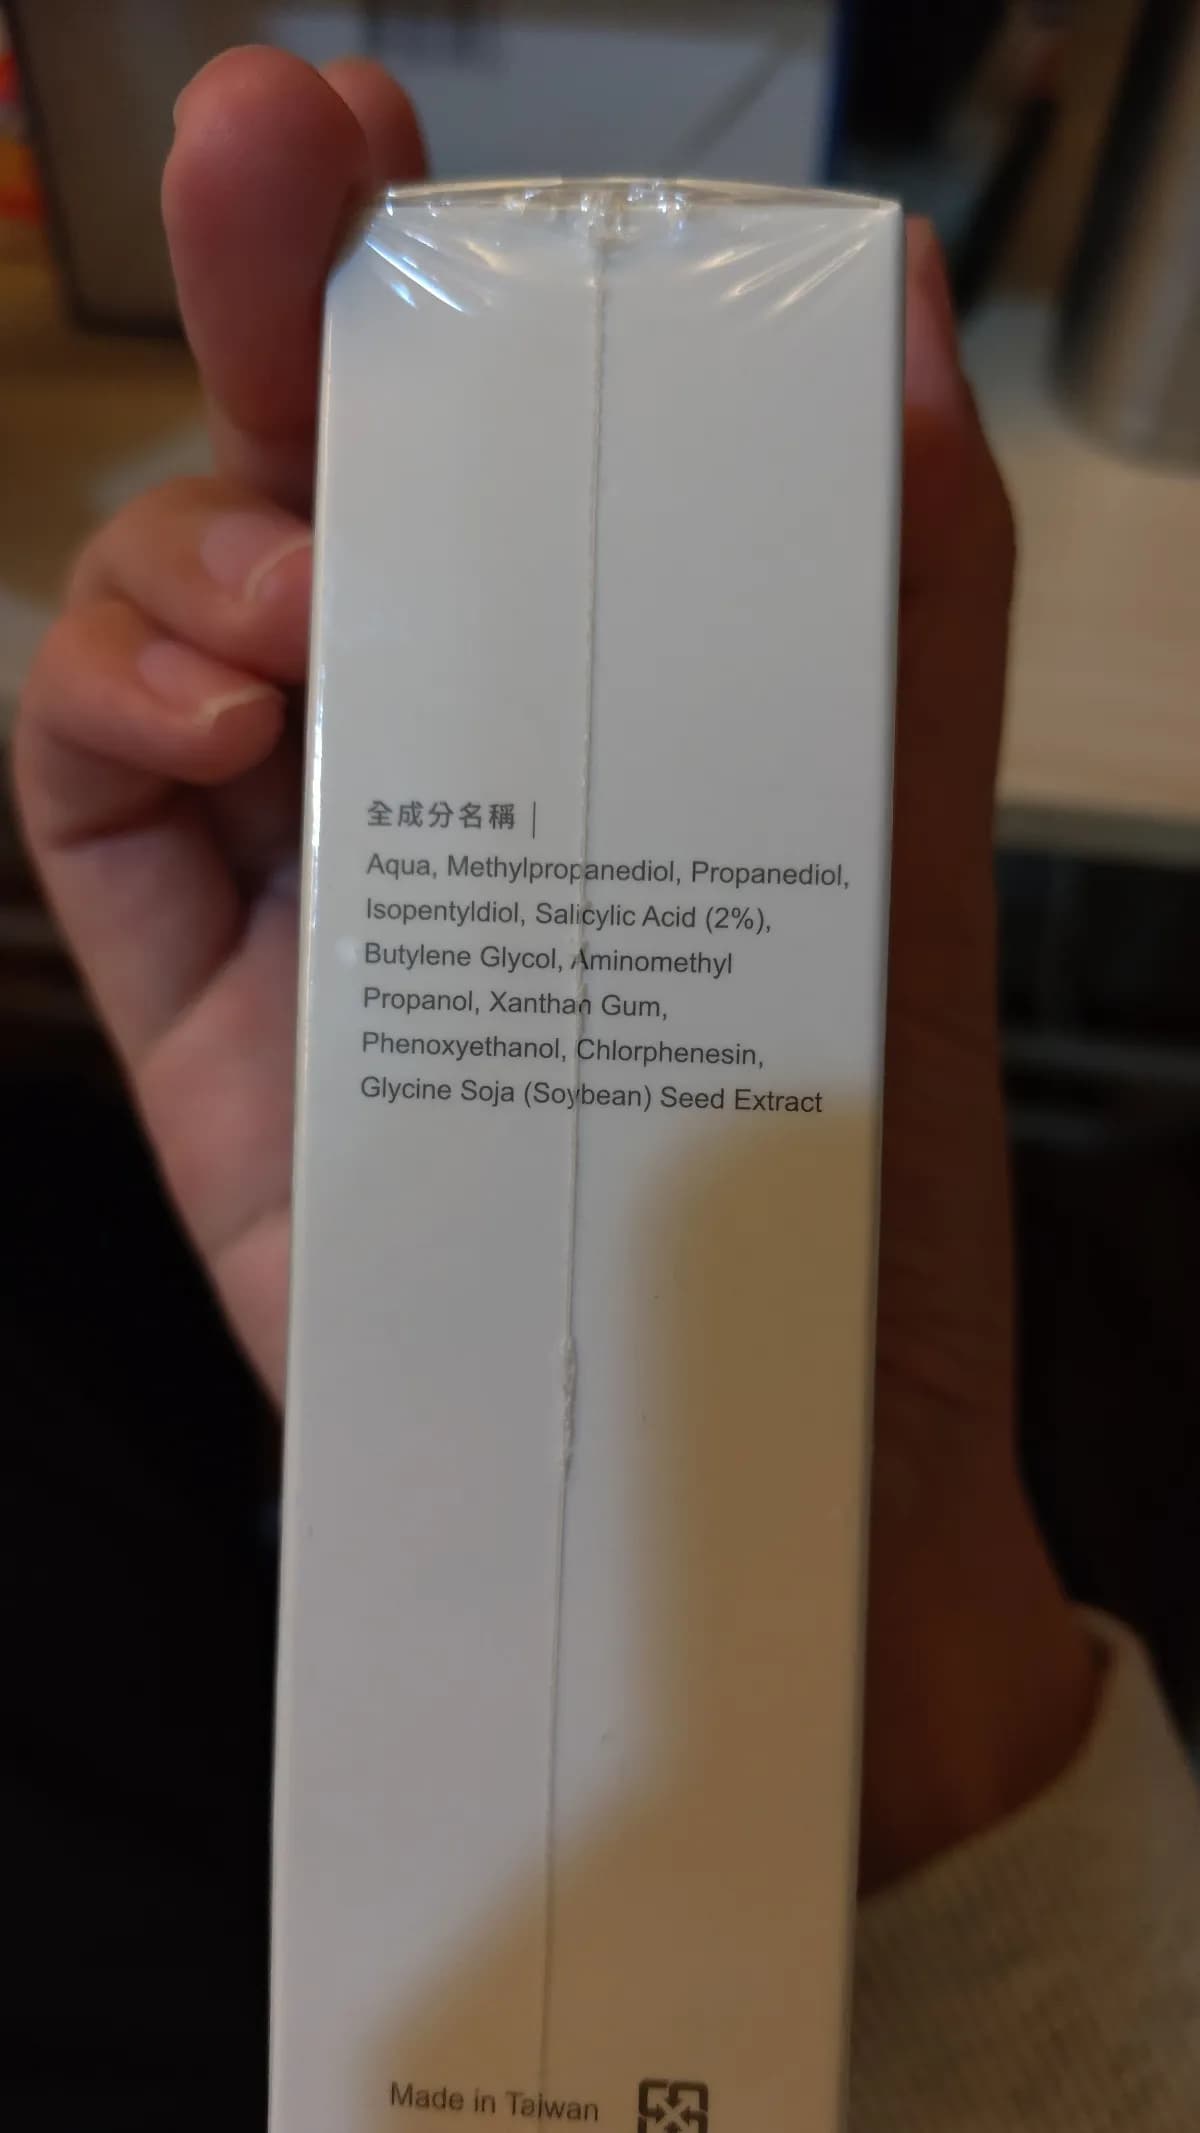 全成分名稱 |
Aqua, Methylpropanediol, Propanediol,
Isopentyldiol, Salicylic Acid (2%),
Butylene Glycol, Aminomethyl
Propanol, Xanthan Gum,
Phenoxyethanol, Chlorphenesin,
Glycine Soja (Soybean) Seed Extract
Made in Taiwan